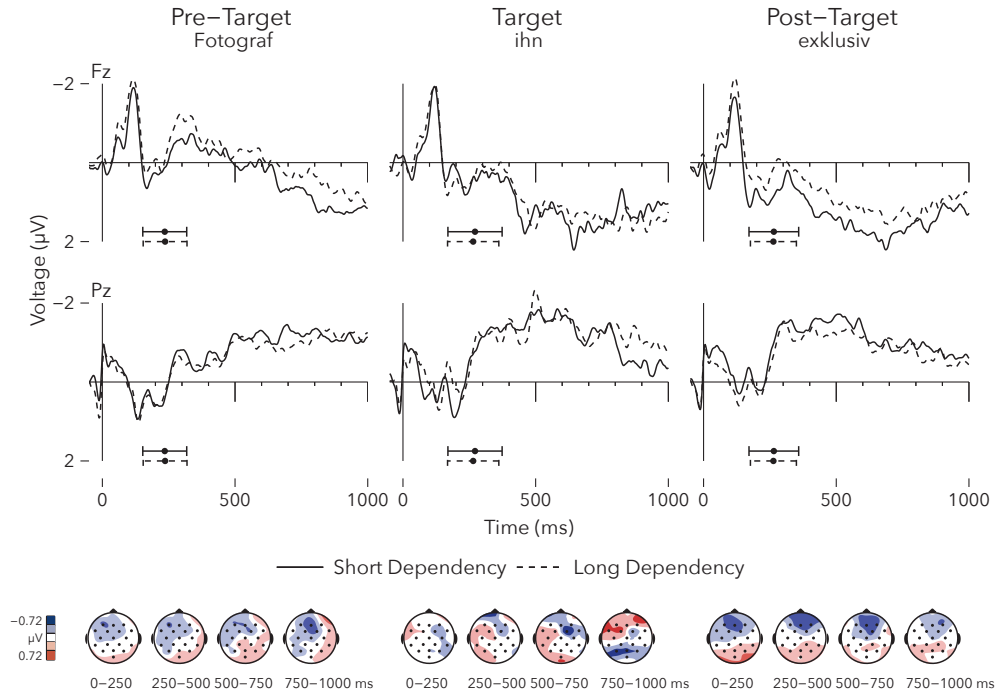 Pre−Target Target Post−Target
Fotograf ihn exklusiv
Fz
−2
Voltage (µV)
2
Pz
−2
2
0 500 1000 0 500 1000 0 500 1000
Time (ms)
Short Dependency Long Dependency
−0.72
µV
0.72
0−250 250−500 500−750 750−1000 ms 0−250 250−500 500−750 750−1000 ms 0−250 250−500 500−750 750−1000 ms